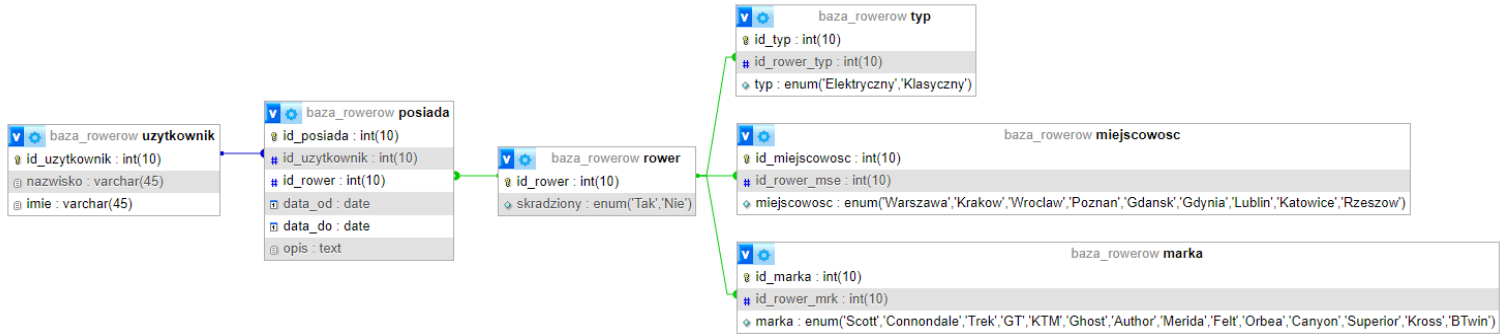 baza_rowerow uzytkownik
id_uzytkownik : int(10)
nazwisko : varchar(45)
imie : varchar(45)
baza_rowerow posiada
id_posiada : int(10)
id_uzytkownik : int(10)
id_rower : int(10)
data_od : date
data_do : date
opis : text
baza_rowerow rower
id_rower : int(10)
skradziony : enum('Tak','Nie')
baza_rowerow typ
id_typ : int(10)
id_rower_typ : int(10)
typ : enum('Elektryczny','Klasyczny')
baza_rowerow miejscowosc
id_miejscowosc : int(10)
id_rower_mse : int(10)
miejscowosc : enum('Warszawa','Krakow','Wroclaw','Poznan','Gdansk','Gdynia','Lublin','Katowice','Rzeszow')
baza_rowerow marka
id_marka : int(10)
id_rower_mrk : int(10)
marka : enum('Scott','Connondale','Trek','GT','KTM','Ghost','Author','Merida','Felt','Orbea','Canyon','Superior','Kross','BTwin')